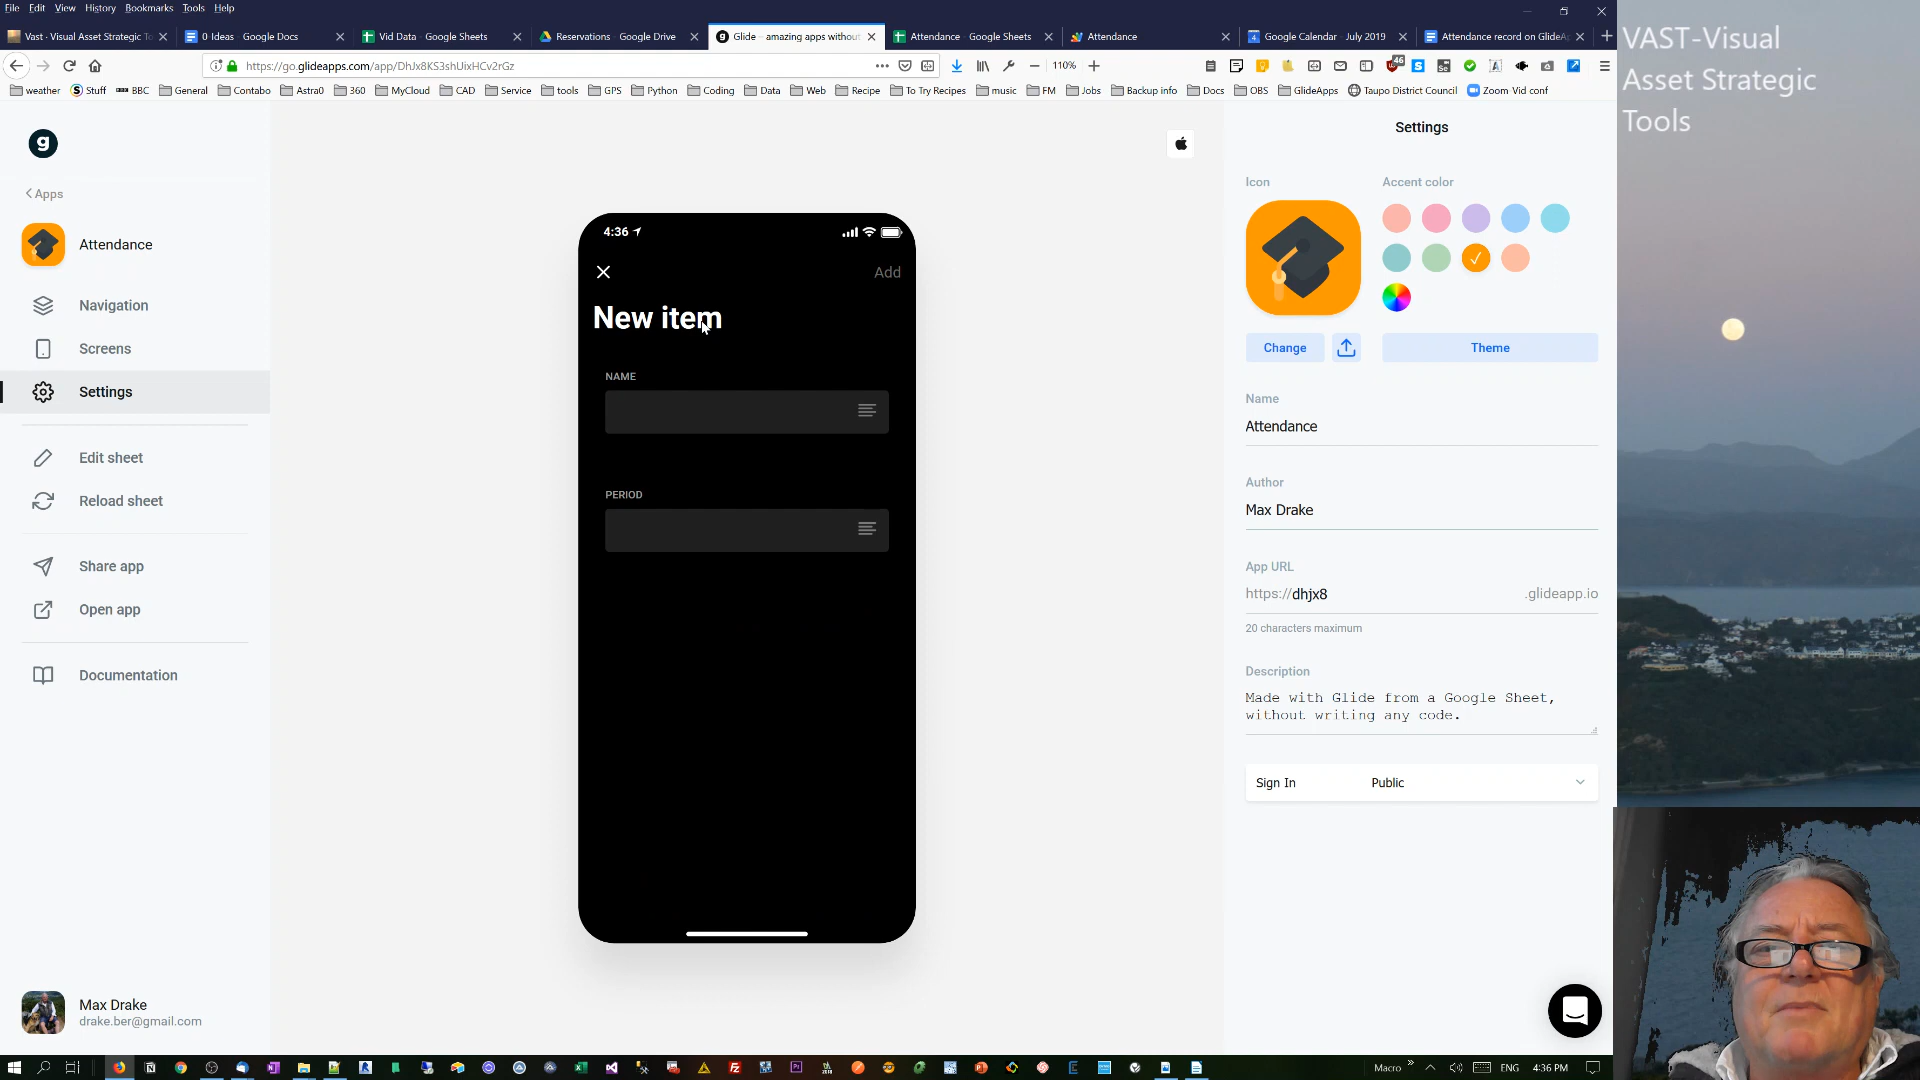 File Edit View History Bookmarks Tools Help
Vast - Visual Asset Strategic To
0 Ideas - Google Docs
Vid Data - Google Sheets
Reservations - Google Drive
Glide – amazing apps without
Attendance - Google Sheets
Attendance
Google Calendar - July 2019
Attendance record on GlideAp
https://go.glideapps.com/app/DhJx8KS3shUixHCv2rGz
110%
46
weather Stuff BBC General Contabo Astra0 360 MyCloud CAD Service tools GPS Python Coding Data Web Recipe To Try Recipes music FM Jobs Backup info Docs OBS GlideApps Taupo District Council Zoom Vid conf
VAST-Visual
Asset Strategic
Tools
g
Apps
Attendance
Navigation
Screens
Settings
Edit sheet
Reload sheet
Share app
Open app
Documentation
Max Drake
drake.ber@gmail.com
4:36
Add
New item
NAME
PERIOD
Settings
Icon
Accent color
Change
Theme
Name
Attendance
Author
Max Drake
App URL
https://dhjx8 .glideapp.io
20 characters maximum
Description
Made with Glide from a Google Sheet,
without writing any code.
Sign In Public
Macro » ENG 4:36 PM